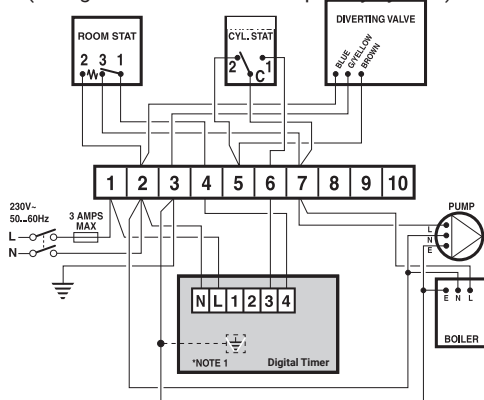 DIVERTING VALVE
ROOM STAT
CYL. STAT
2 3 1
2 1
C
BLUE
G/YELLOW
BROWN
1 2 3 4 5 6 7 8 9 10
230V~
50...60Hz
3 AMPS
MAX
L
N
PUMP
L
N
E
N L 1 2 3 4
E N L
BOILER
*NOTE 1
Digital Timer